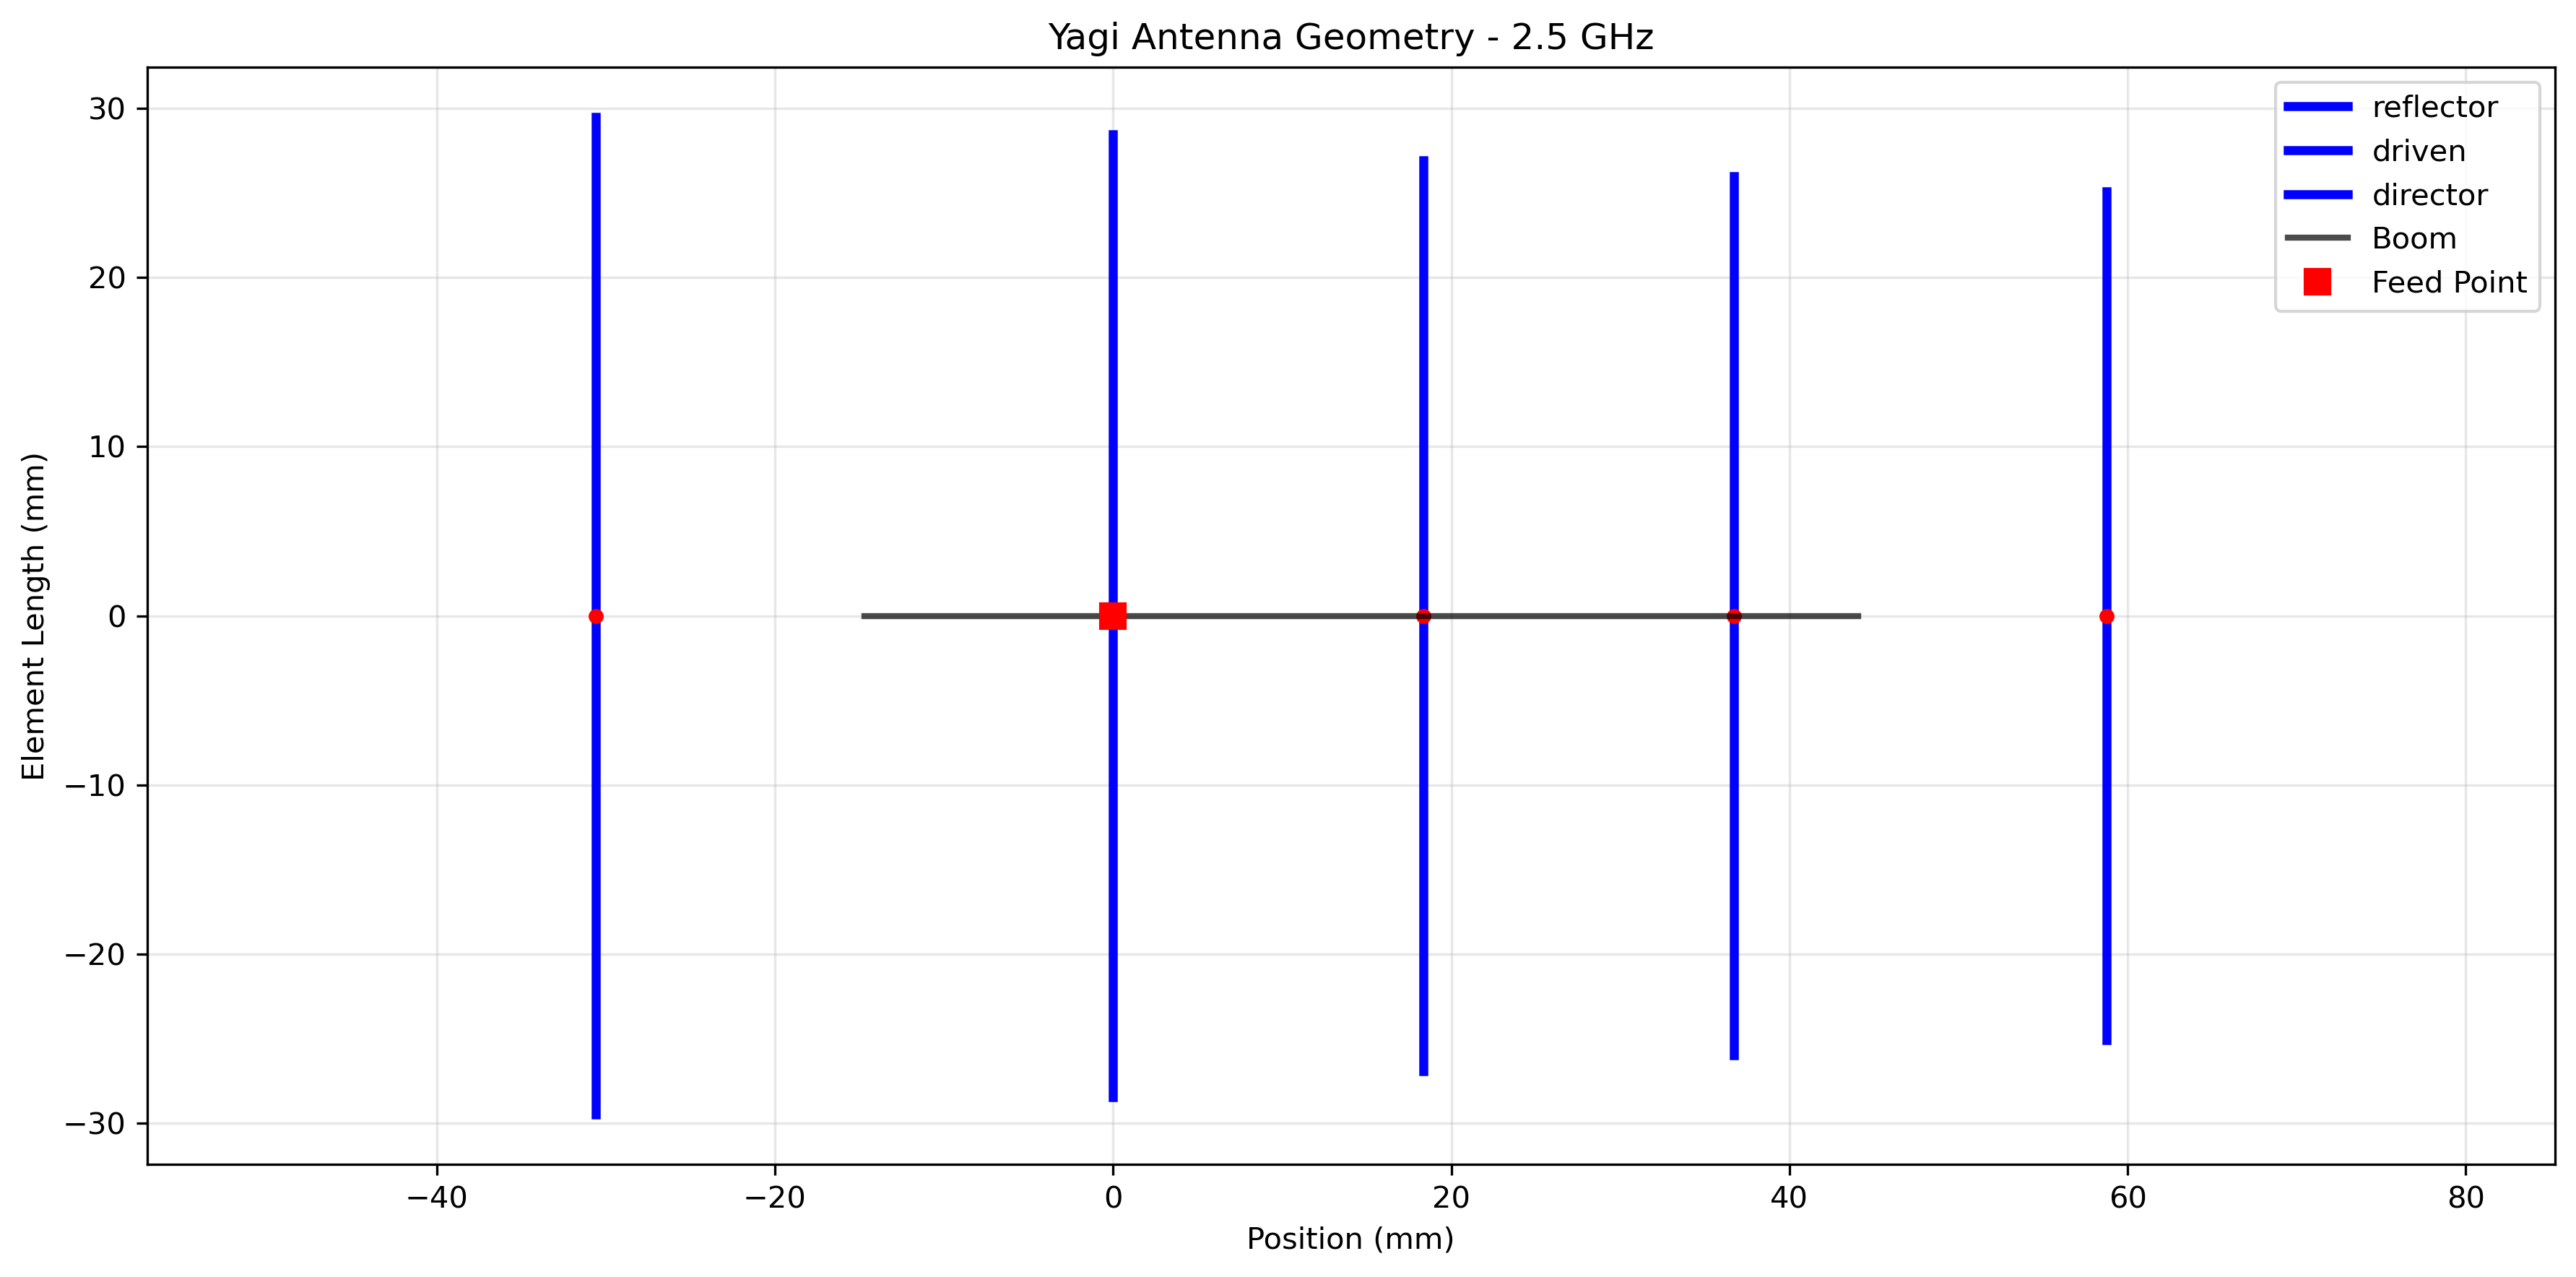 Yagi Antenna Geometry - 2.5 GHz
reflector
driven
director
Boom
Feed Point
Element Length (mm)
30
20
10
0
−10
−20
−30
−40
−20
0
20
40
60
80
Position (mm)